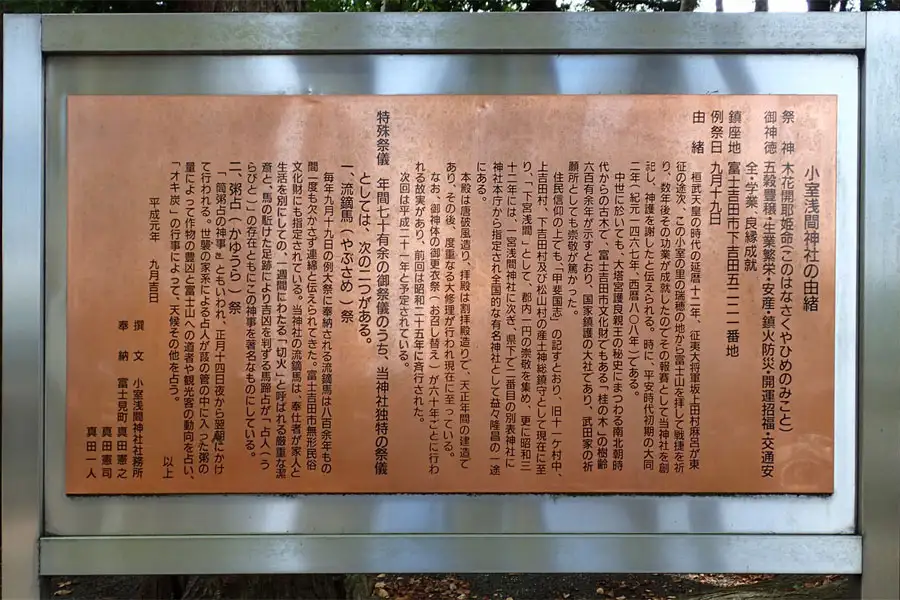 小室浅間神社の由緒
祭神 木花開耶姫命(このはなさくやひめのみこと)
御神徳 五穀豊穣・生業繁栄・安産・鎮火防災・開運招福・交通安
全・学業 良縁成就
鎮座地 富士吉田市下吉田五二二一番地
例祭日 九月十九日
由緒
桓武天皇の時代の延暦十二年、征東大将軍坂上田村麻呂が東
征の途次、この小室の里の瑞穂の地から富士山を拝して戦捷を祈
り、数年後その功業が成就したのでその報賽として当神社を創
記し、神護を謝したと伝えられる。時に、平安時代初期の大同
二年(紀元一四六七年、西暦八〇八年)である。
中世に於いても、大塔宮護良親王の秘史にまつわる南北朝時
代からの古木で、富士吉田市文化財でもある「桂の木」の樹齢
六百有余年が示すとおり、国家鎮護の大社であり、武田家の祈
願所としても崇敬が篤かった。
住民信仰の上でも、「甲斐国志」の記すとおり、旧十一ケ村中、
上吉田村、下吉田村及び松山村の産土神総鎮守として現在に至
り、「下宮浅間」として、郡内一円の崇敬を集め、更に昭和三
十二年には、一宮浅間神社に次ぎ、県下で二番目の別表神社に
神社本庁から指定される全国的な有名神社として益々隆昌の一途
にある。
本殿は唐破風造り、拝殿は割拝殿造りで、天正年間の建造で
あり、その後、度重なる大修理が行われ現在に至っている。
なお、御神体の御更衣祭(お召し替え)が六十年ごとに行わ
れる故実があり、前回は昭和二十五年に斉行された。
次回は平成二十一年と予定されている。
特殊祭儀 年間七十有余の御祭儀のうち、当神社独特の祭儀
としては、次の二つがある。
一、流鏑馬(やぶさめ)祭
毎年九月十九日の例大祭に奉納される流鏑馬は八百余年もの
間一度も欠かさず連綿と伝えられてきた。富士吉田市無形民俗
文化財にも指定されている。当神社の流鏑馬は、奉仕者が家人と
生活を別にしての、一週間にわたる「切火」と呼ばれる厳重な潔
斎と、馬の駈けた足跡により吉凶を判ずる馬蹄占が「占人(う
らびと)」の存在とともにこの神事を著名なものにしている。
二、粥占(かゆうら)祭
「筒粥占の神事」ともいわれ、正月十四日夜から翌朝にかけ
て行われる。世襲の家系による占人が葭の管の中に入った粥の
量によって作物の豊凶と富士山への道者や観光客の動向を占い、
「オキ炭」の行事によって、天候その他を占う。
以上
平成元年 九月吉日
撰文 小室浅間神社社務所
奉納 富士見町 真田憲之
真田憲司
真田一人